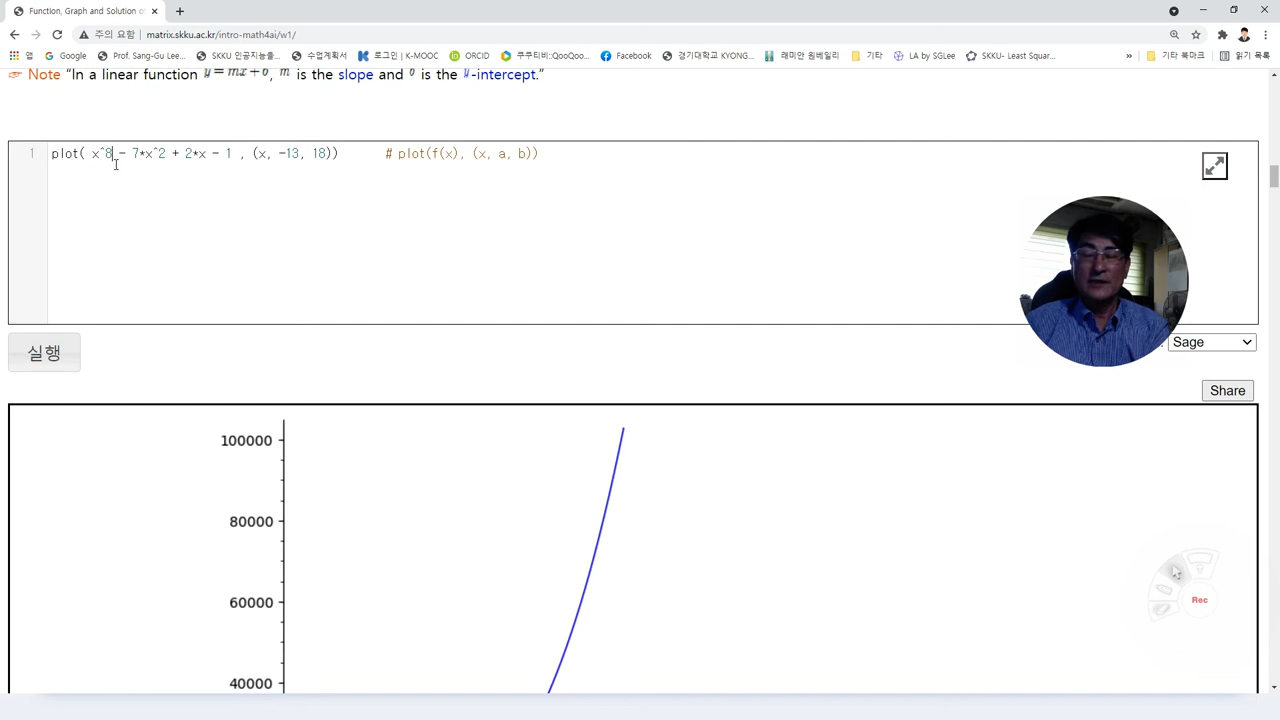 Function, Graph and Solution o
주의 요함 matrix.skku.ac.kr/intro-math4ai/w1/
앱 Google Prof. Sang-Gu Lee... SKKU 인공지능을... 수업계획서 로그인 | K-MOOC ORCID 쿠쿠티비:QooQoo... Facebook 경기대학교 KYONG... 래미안 원베일리 기타 LA by SGLee SKKU- Least Squar... » 기타 북마크 읽기 목록
☞ Note “In a linear function y = mx + b, m is the slope and b is the y-intercept.”
1 plot( x^8 - 7*x^2 + 2*x - 1 , (x, -13, 18)) # plot(f(x), (x, a, b))
실행
Sage
Share
100000
80000
60000
40000
Rec